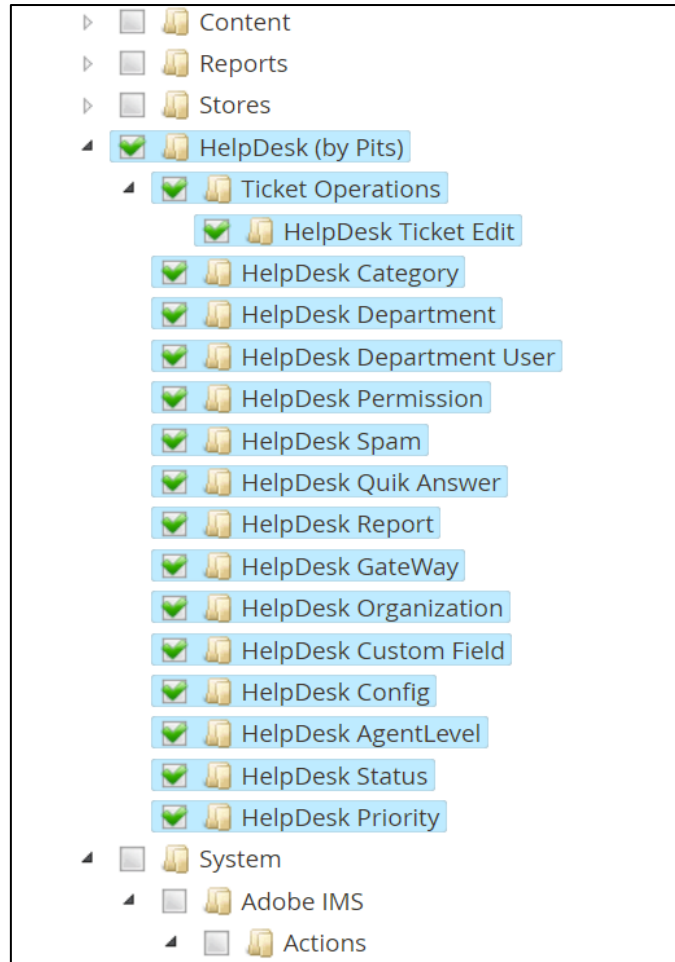 Content
Reports
Stores
HelpDesk (by Pits)
Ticket Operations
HelpDesk Ticket Edit
HelpDesk Category
HelpDesk Department
HelpDesk Department User
HelpDesk Permission
HelpDesk Spam
HelpDesk Quik Answer
HelpDesk Report
HelpDesk GateWay
HelpDesk Organization
HelpDesk Custom Field
HelpDesk Config
HelpDesk AgentLevel
HelpDesk Status
HelpDesk Priority
System
Adobe IMS
Actions